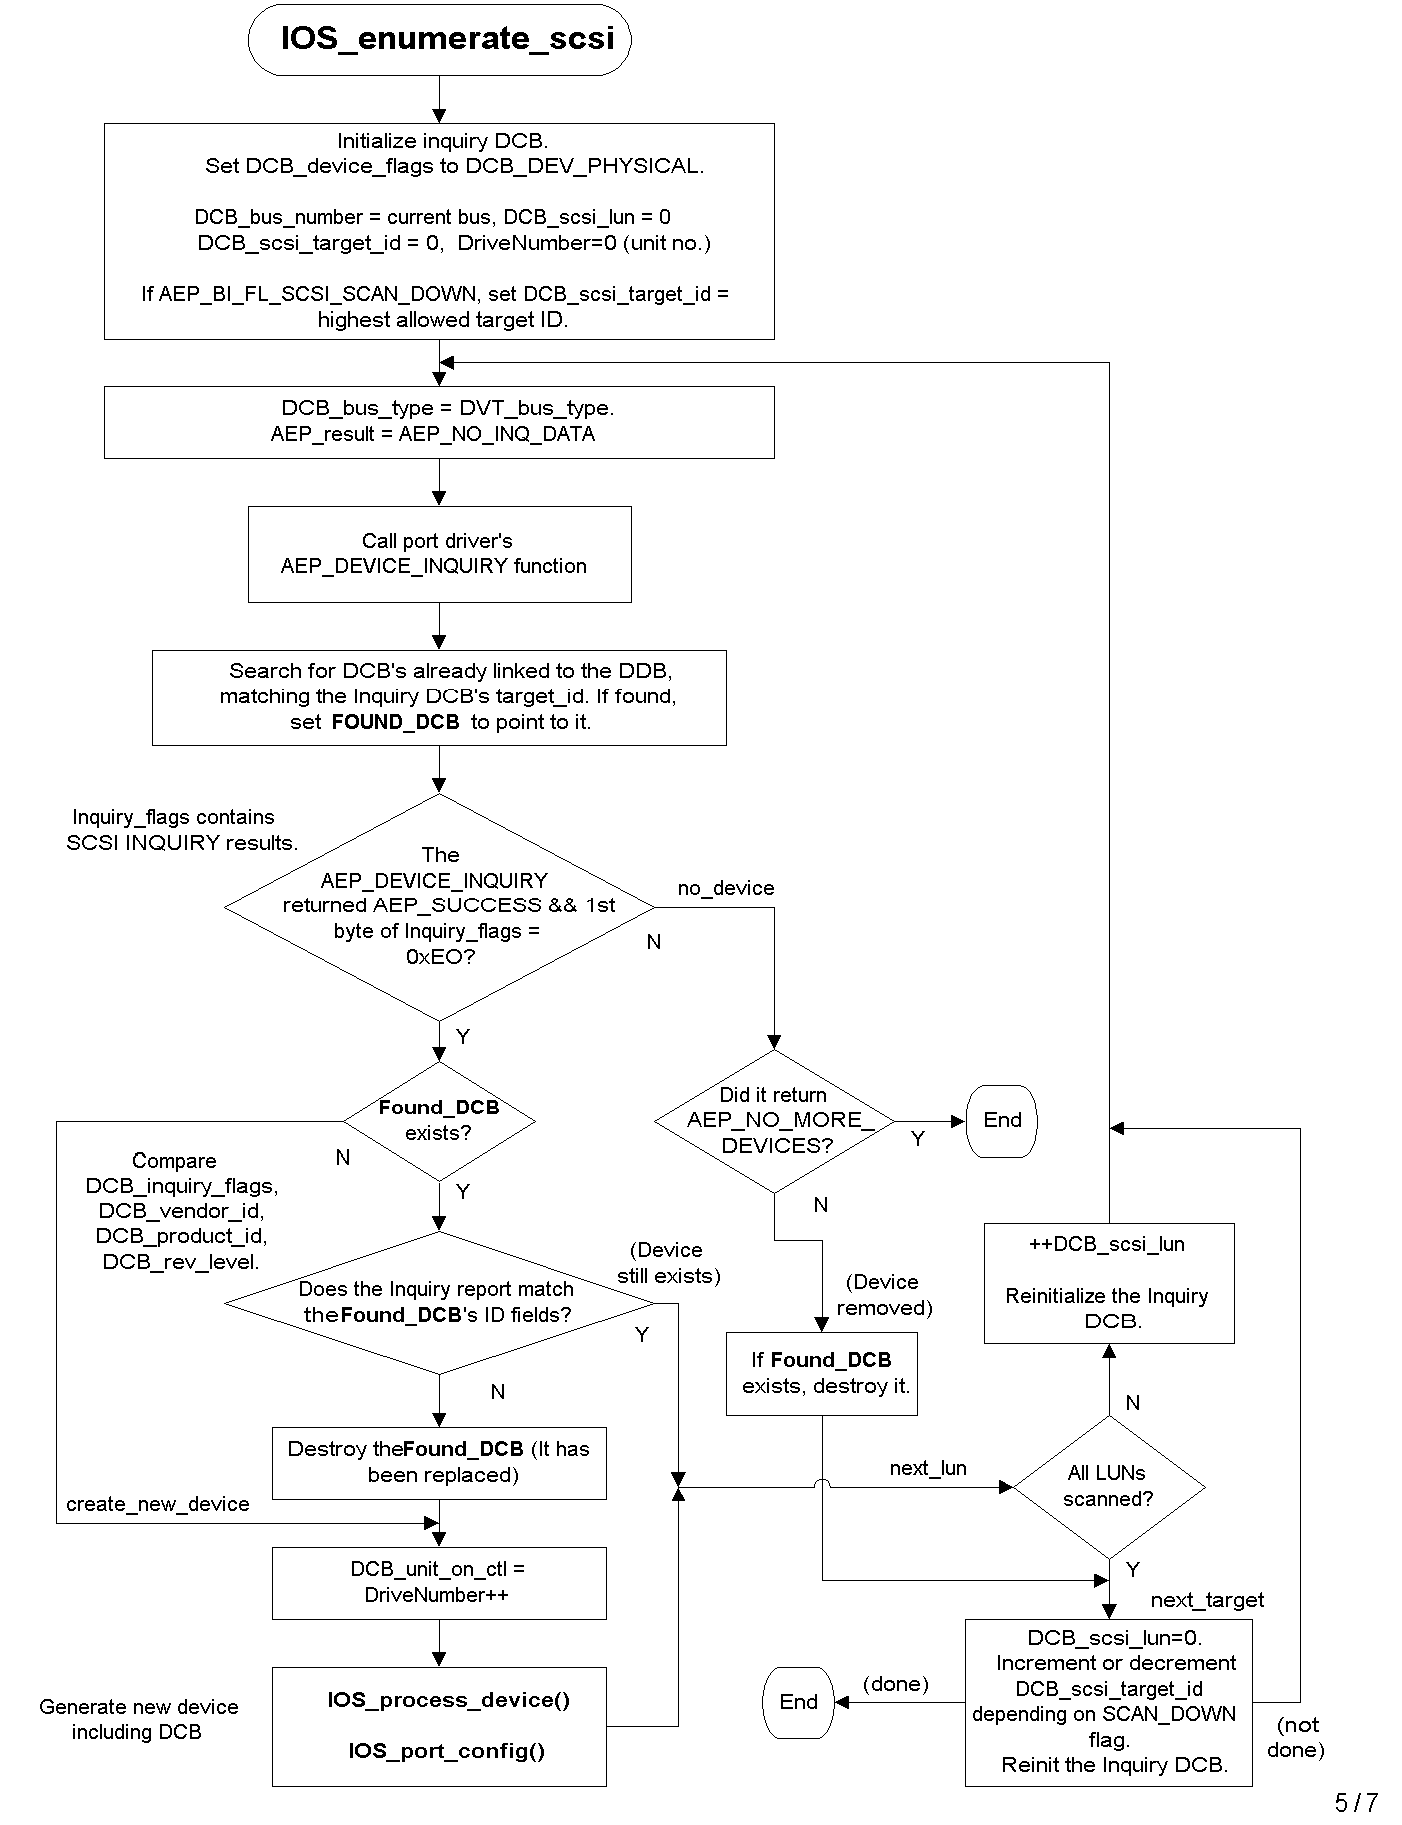 IOS_enumerate_scsi
Initialize inquiry DCB.
Set DCB_device_flags to DCB_DEV_PHYSICAL.
DCB_bus_number = current bus, DCB_scsi_lun = 0
DCB_scsi_target_id = 0, DriveNumber=0 (unit no.)
If AEP_BI_FL_SCSI_SCAN_DOWN, set DCB_scsi_target_id =
highest allowed target ID.
DCB_bus_type = DVT_bus_type.
AEP_result = AEP_NO_INQ_DATA
Call port driver's
AEP_DEVICE_INQUIRY function
Search for DCB's already linked to the DDB,
matching the Inquiry DCB's target_id. If found,
set FOUND_DCB to point to it.
Inquiry_flags contains
SCSI INQUIRY results.
The
AEP_DEVICE_INQUIRY
returned AEP_SUCCESS && 1st
byte of Inquiry_flags =
0xEO?
no_device
N
Y
Found_DCB
exists?
N
Y
Did it return
AEP_NO_MORE_
DEVICES?
Y
End
N
Compare
DCB_inquiry_flags,
DCB_vendor_id,
DCB_product_id,
DCB_rev_level.
Does the Inquiry report match
theFound_DCB's ID fields?
(Device
still exists)
Y
N
(Device
removed)
If Found_DCB
exists, destroy it.
++DCB_scsi_lun
Reinitialize the Inquiry
DCB.
N
Destroy theFound_DCB (It has
been replaced)
next_lun
All LUNs
scanned?
Y
create_new_device
DCB_unit_on_ctl =
DriveNumber++
next_target
DCB_scsi_lun=0.
Increment or decrement
DCB_scsi_target_id
depending on SCAN_DOWN
flag.
Reinit the Inquiry DCB.
(done)
End
(not
done)
Generate new device
including DCB
IOS_process_device()
IOS_port_config()
5 / 7